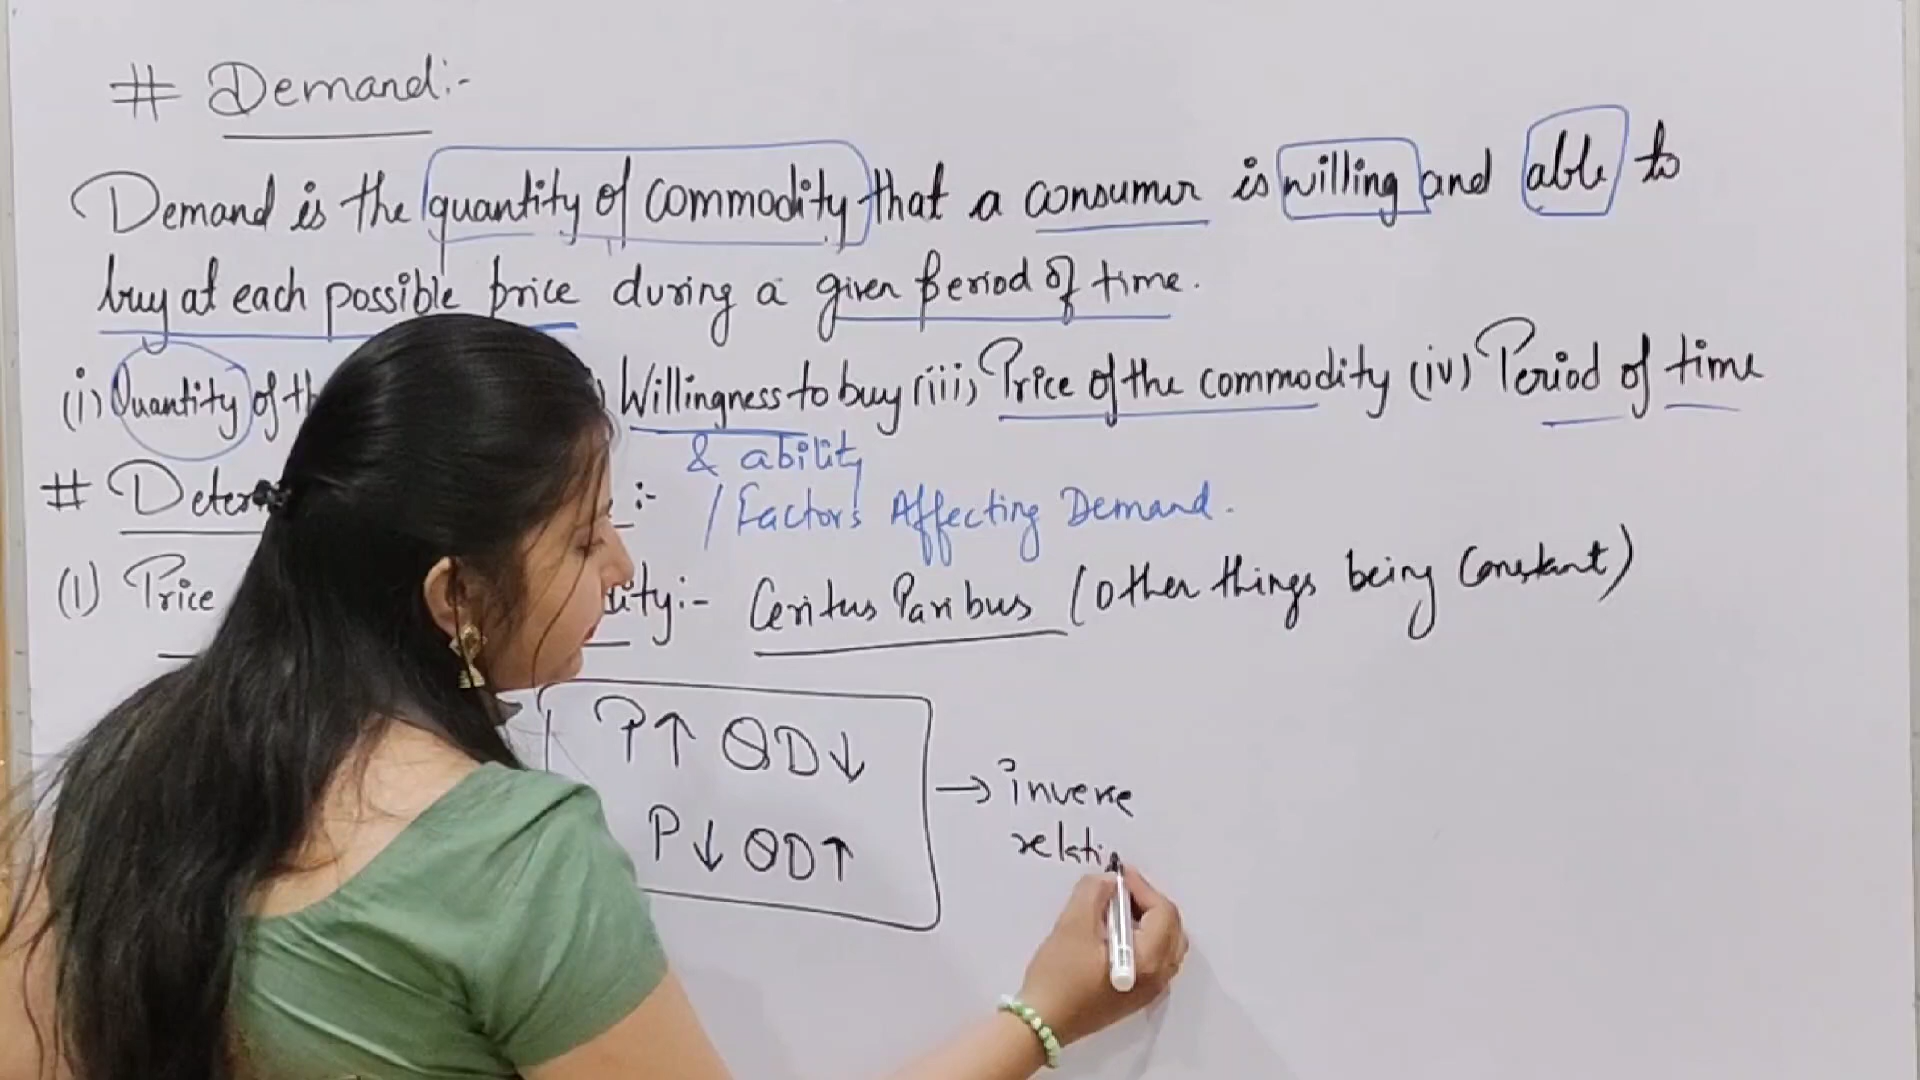 # Demand:-
Demand is the quantity of commodity that a consumer is willing and able to
buy at each possible price during a given period of time.
(i) Quantity of th ) Willingness to buy (iii) Price of the commodity (iv) Period of time
& ability
# Deter :- / Factors Affecting Demand.
(1) Price ity:- Ceritus Paribus (other things being Constant)
P↑ QD↓
P↓ QD↑
→ inverse
relati